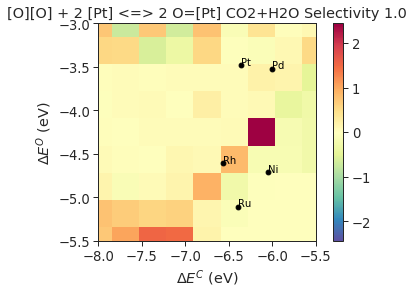 [O][O] + 2 [Pt] <=> 2 O=[Pt] CO2+H2O Selectivity 1.0
−3.0
−3.5
−4.0
−4.5
−5.0
−5.5
ΔE^O (eV)
Pt
Pd
Rh
Ni
Ru
−8.0 −7.5 −7.0 −6.5 −6.0 −5.5
ΔE^C (eV)
2
1
0
−1
−2